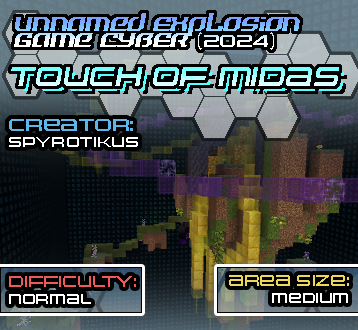 UNNAMED EXPLOSION
GAME CYBER (2024)
TOUCH OF MIDAS
CREATOR:
SPYROTIKUS
DIFFICULTY:
NORMAL
AREA SIZE:
MEDIUM